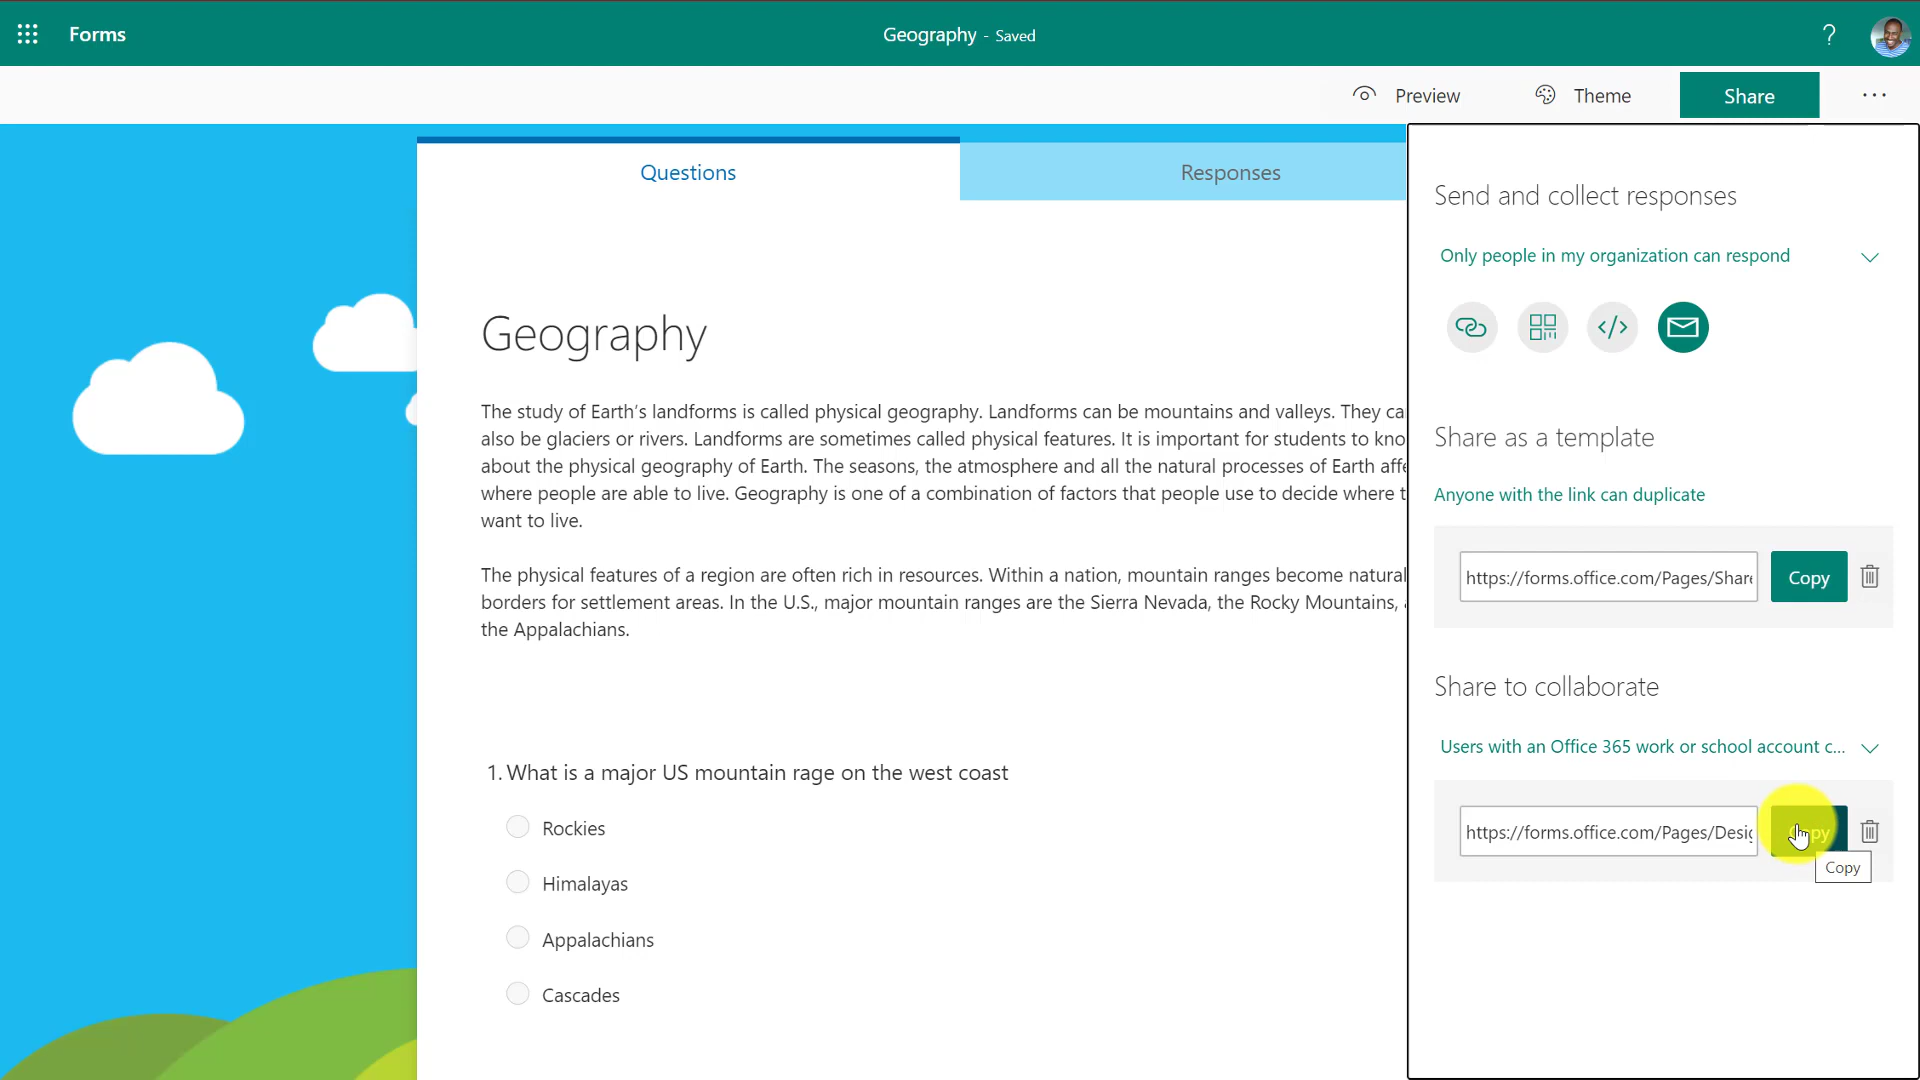 Forms
Geography - Saved
?
Preview
Theme
Share
...
Questions
Responses
Geography
The study of Earth’s landforms is called physical geography. Landforms can be mountains and valleys. They ca
also be glaciers or rivers. Landforms are sometimes called physical features. It is important for students to kno
about the physical geography of Earth. The seasons, the atmosphere and all the natural processes of Earth affe
where people are able to live. Geography is one of a combination of factors that people use to decide where t
want to live.
The physical features of a region are often rich in resources. Within a nation, mountain ranges become natural
borders for settlement areas. In the U.S., major mountain ranges are the Sierra Nevada, the Rocky Mountains,
the Appalachians.
1. What is a major US mountain rage on the west coast
Rockies
Himalayas
Appalachians
Cascades
Send and collect responses
Only people in my organization can respond
</>
Share as a template
Anyone with the link can duplicate
https://forms.office.com/Pages/Share
Copy
Share to collaborate
Users with an Office 365 work or school account c...
https://forms.office.com/Pages/Desig
Copy
Copy